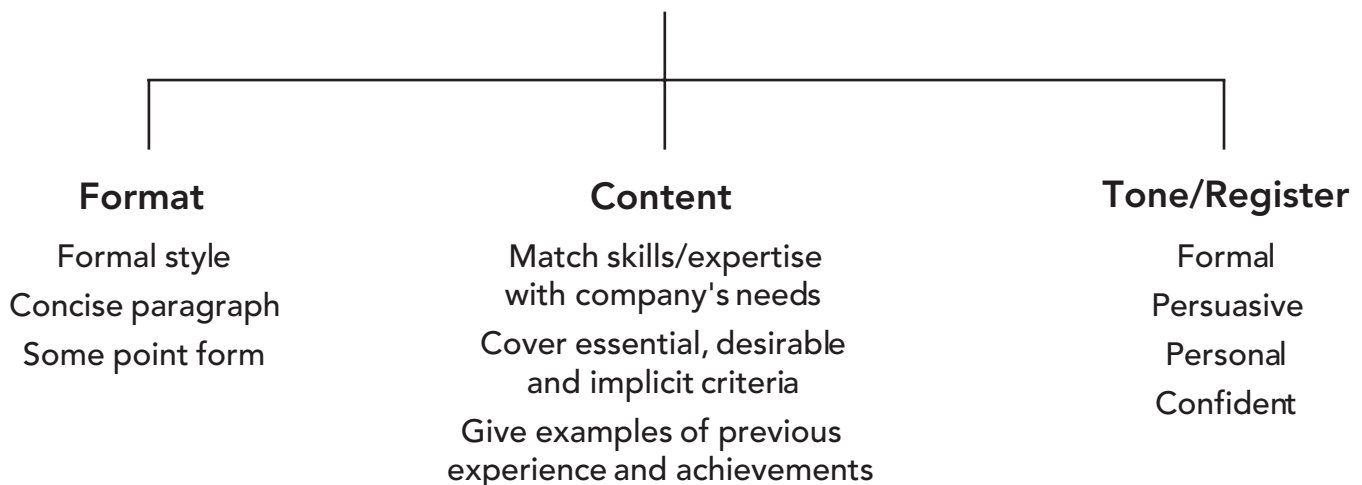 Format
Formal style
Concise paragraph
Some point form
Content
Match skills/expertise
with company's needs
Cover essential, desirable
and implicit criteria
Give examples of previous
experience and achievements
Tone/Register
Formal
Persuasive
Personal
Confident